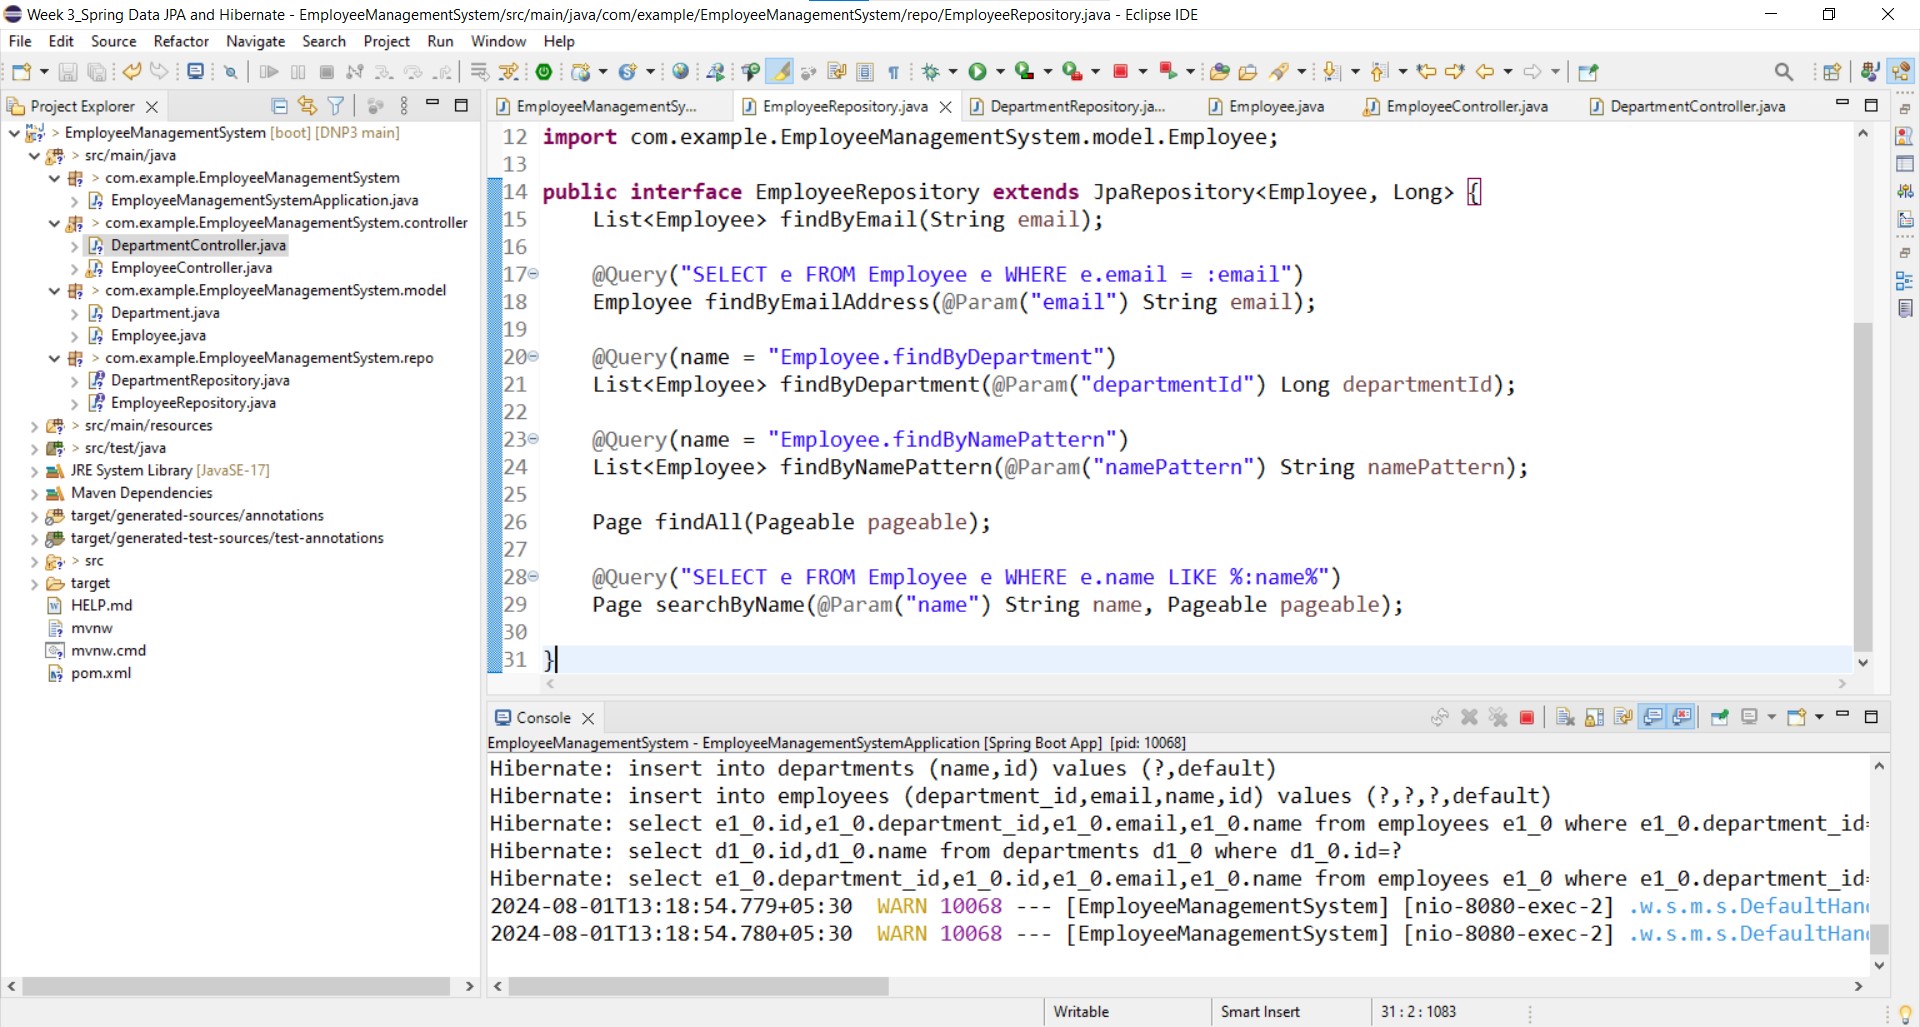 Week 3_Spring Data JPA and Hibernate - EmployeeManagementSystem/src/main/java/com/example/EmployeeManagementSystem/repo/EmployeeRepository.java - Eclipse IDE
File Edit Source Refactor Navigate Search Project Run Window Help
Project Explorer
EmployeeManagementSystem [boot] [DNP3 main]
src/main/java
com.example.EmployeeManagementSystem
EmployeeManagementSystemApplication.java
com.example.EmployeeManagementSystem.controller
DepartmentController.java
EmployeeController.java
com.example.EmployeeManagementSystem.model
Department.java
Employee.java
com.example.EmployeeManagementSystem.repo
DepartmentRepository.java
EmployeeRepository.java
src/main/resources
src/test/java
JRE System Library [JavaSE-17]
Maven Dependencies
target/generated-sources/annotations
target/generated-test-sources/test-annotations
src
target
HELP.md
mvnw
mvnw.cmd
pom.xml
EmployeeManagementSy... EmployeeRepository.java DepartmentRepository.ja... Employee.java EmployeeController.java DepartmentController.java
12 import com.example.EmployeeManagementSystem.model.Employee;
13
14 public interface EmployeeRepository extends JpaRepository<Employee, Long> {
15 List<Employee> findByEmail(String email);
16
17 @Query("SELECT e FROM Employee e WHERE e.email = :email")
18 Employee findByEmailAddress(@Param("email") String email);
19
20 @Query(name = "Employee.findByDepartment")
21 List<Employee> findByDepartment(@Param("departmentId") Long departmentId);
22
23 @Query(name = "Employee.findByNamePattern")
24 List<Employee> findByNamePattern(@Param("namePattern") String namePattern);
25
26 Page findAll(Pageable pageable);
27
28 @Query("SELECT e FROM Employee e WHERE e.name LIKE %:name%")
29 Page searchByName(@Param("name") String name, Pageable pageable);
30
31 }
Console
EmployeeManagementSystem - EmployeeManagementSystemApplication [Spring Boot App] [pid: 10068]
Hibernate: insert into departments (name,id) values (?,default)
Hibernate: insert into employees (department_id,email,name,id) values (?,?,?,default)
Hibernate: select e1_0.id,e1_0.department_id,e1_0.email,e1_0.name from employees e1_0 where e1_0.department_id=
Hibernate: select d1_0.id,d1_0.name from departments d1_0 where d1_0.id=?
Hibernate: select e1_0.department_id,e1_0.id,e1_0.email,e1_0.name from employees e1_0 where e1_0.department_id=
2024-08-01T13:18:54.779+05:30 WARN 10068 --- [EmployeeManagementSystem] [nio-8080-exec-2] .w.s.m.s.DefaultHan
2024-08-01T13:18:54.780+05:30 WARN 10068 --- [EmployeeManagementSystem] [nio-8080-exec-2] .w.s.m.s.DefaultHan
Writable Smart Insert 31 : 2 : 1083